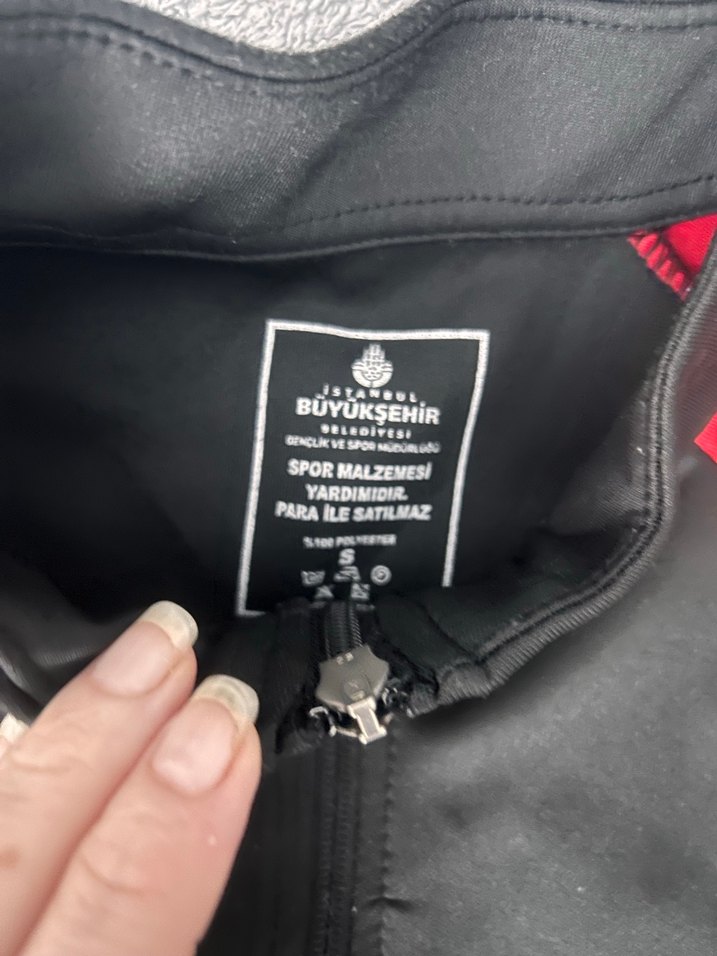 İSTANBUL
BÜYÜKŞEHİR
BELEDİYESİ
GENÇLİK VE SPOR MÜDÜRLÜĞÜ
SPOR MALZEMESİ
YARDIMIDIR.
PARA İLE SATILMAZ
%100 POLYESTER
S